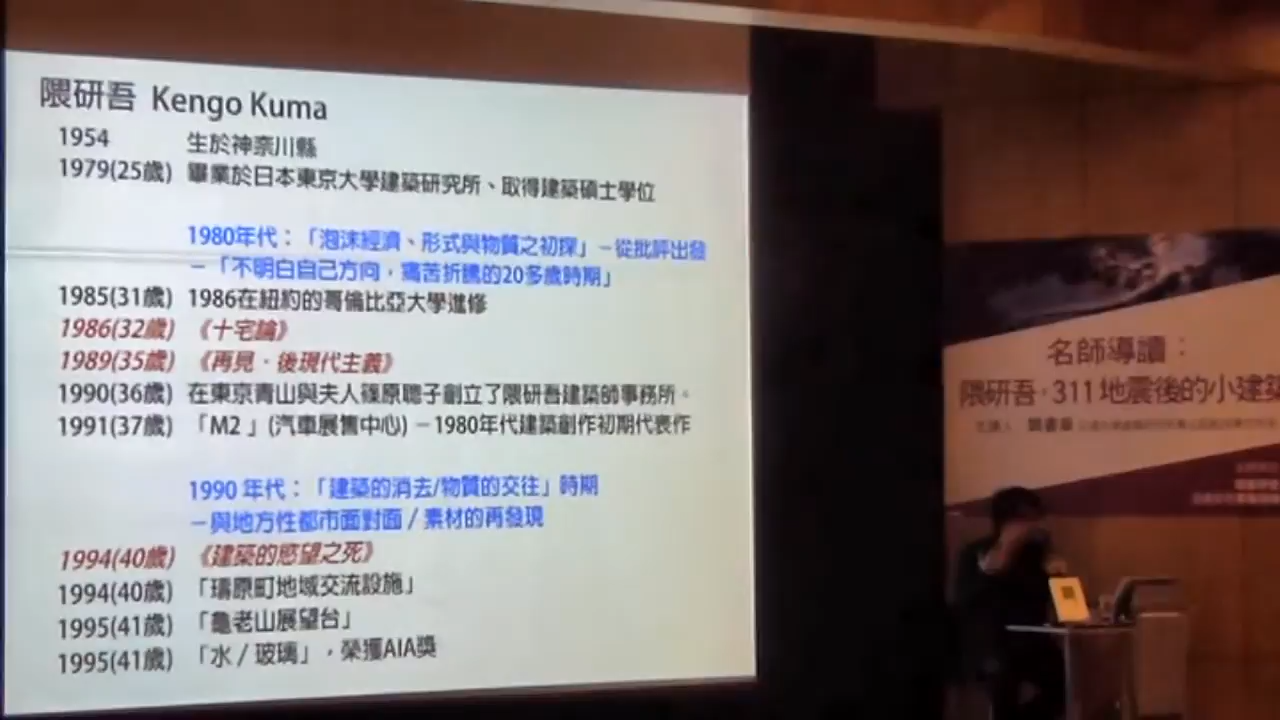 隈研吾 Kengo Kuma
1954 生於神奈川縣
1979(25歲) 畢業於日本東京大學建築研究所、取得建築碩士學位
1980年代：「泡沫經濟、形式與物質之初探」－從批評出發
－「不明白自己方向，痛苦折騰的20多歲時期」
1985(31歲) 1986在紐約的哥倫比亞大學進修
1986(32歲) 《十宅論》
1989(35歲) 《再見．後現代主義》
1990(36歲) 在東京青山與夫人篠原聰子創立了隈研吾建築師事務所。
1991(37歲) 「M2」(汽車展售中心) －1980年代建築創作初期代表作
1990 年代：「建築的消去/物質的交往」時期
－與地方性都市面對面 / 素材的再發現
1994(40歲) 《建築的慾望之死》
1994(40歲) 「檮原町地域交流設施」
1995(41歲) 「龜老山展望台」
1995(41歲) 「水 / 玻璃」，榮獲AIA獎
名師導讀：
隈研吾．311地震後的小建築